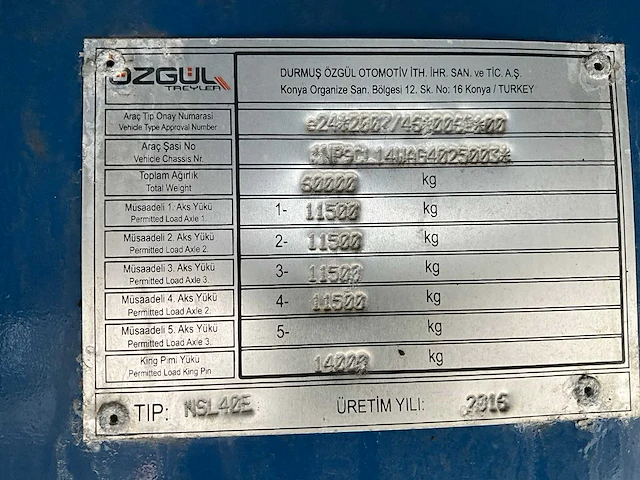 ÖZGÜL
TREYLER
DURMUŞ ÖZGÜL OTOMOTİV İTH. İHR. SAN. ve TİC. A.Ş.
Konya Organize San. Bölgesi 12. Sk. No: 16 Konya / TURKEY
Araç Tip Onay Numarasi
Vehicle Type Approval Number
Araç Şasi No
Vehicle Chassis Nr.
Toplam Ağırlık
Total Weight
60000 kg
Müsaadeli 1. Aks Yükü
Permitted Load Axle 1.
1- 11500 kg
Müsaadeli 2. Aks Yükü
Permitted Load Axle 2.
2- 11500 kg
Müsaadeli 3. Aks Yükü
Permitted Load Axle 3.
3- 11500 kg
Müsaadeli 4. Aks Yükü
Permitted Load Axle 2.
4- 11500 kg
Müsaadeli 5. Aks Yükü
Permitted Load Axle 3.
5- kg
King Pimi Yükü
Permitted Load King Pin
14000 kg
TIP: NSL40E ÜRETİM YILI: 2016